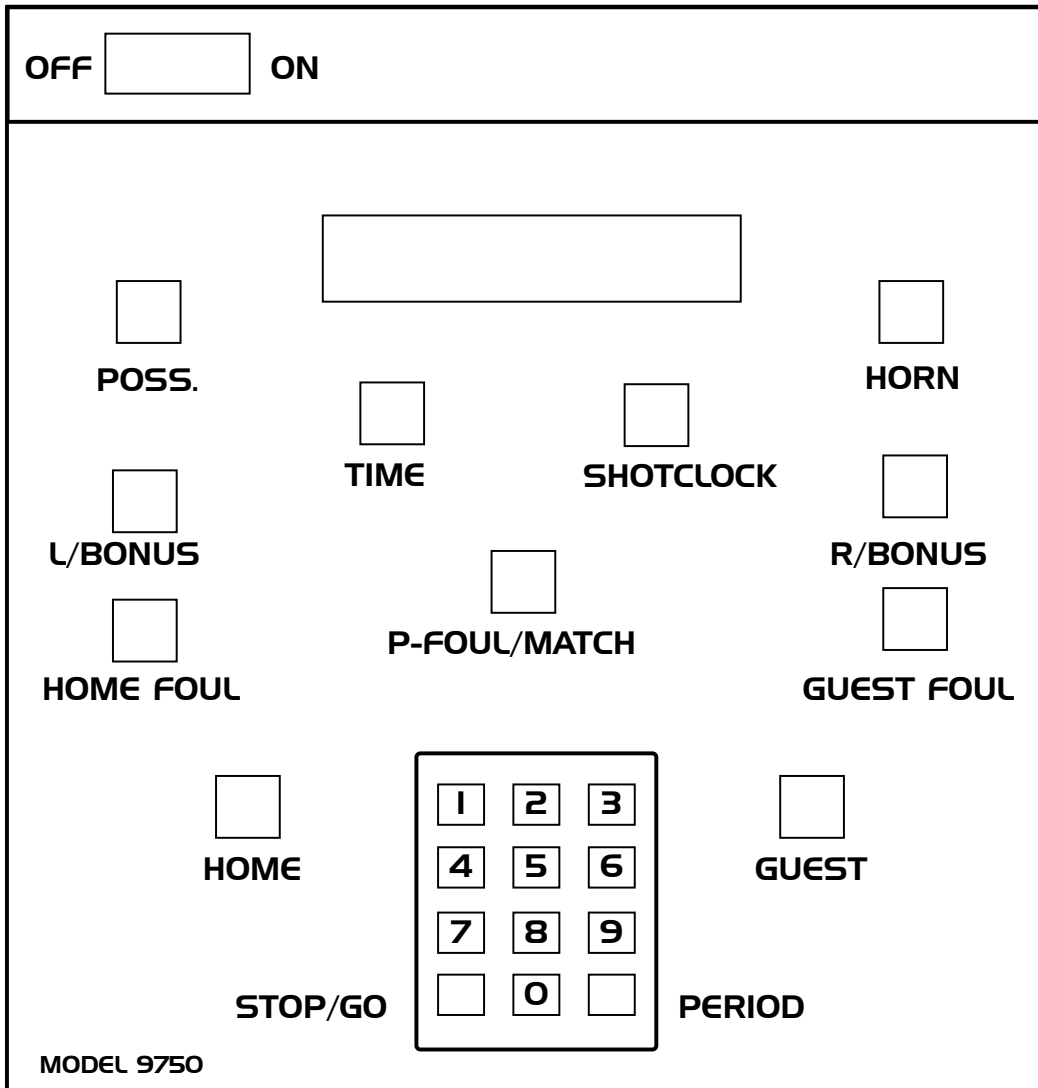 OFF ON
POSS.
HORN
TIME
SHOTCLOCK
L/BONUS
R/BONUS
P-FOUL/MATCH
HOME FOUL
GUEST FOUL
1 2 3
4 5 6
7 8 9
0
HOME
GUEST
STOP/GO
PERIOD
MODEL 9750